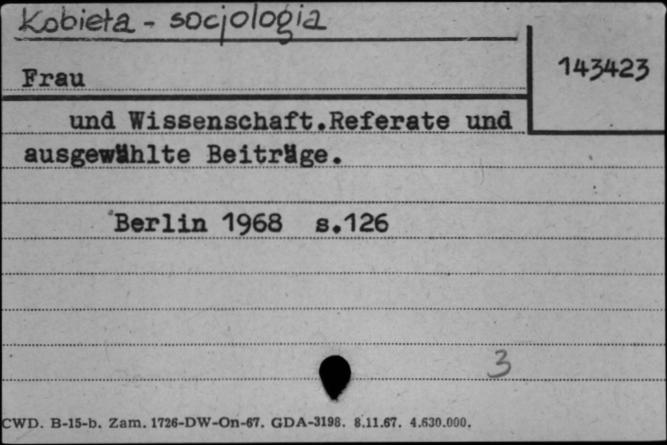 Kobieta - socjologia
143423
Frau
und Wissenschaft.Referate und
ausgewählte Beiträge.
Berlin 1968 s.126
3
CWD. B-15-b. Zam. 1726-DW-On-67. GDA-3198. 8.11.67. 4.630.000.